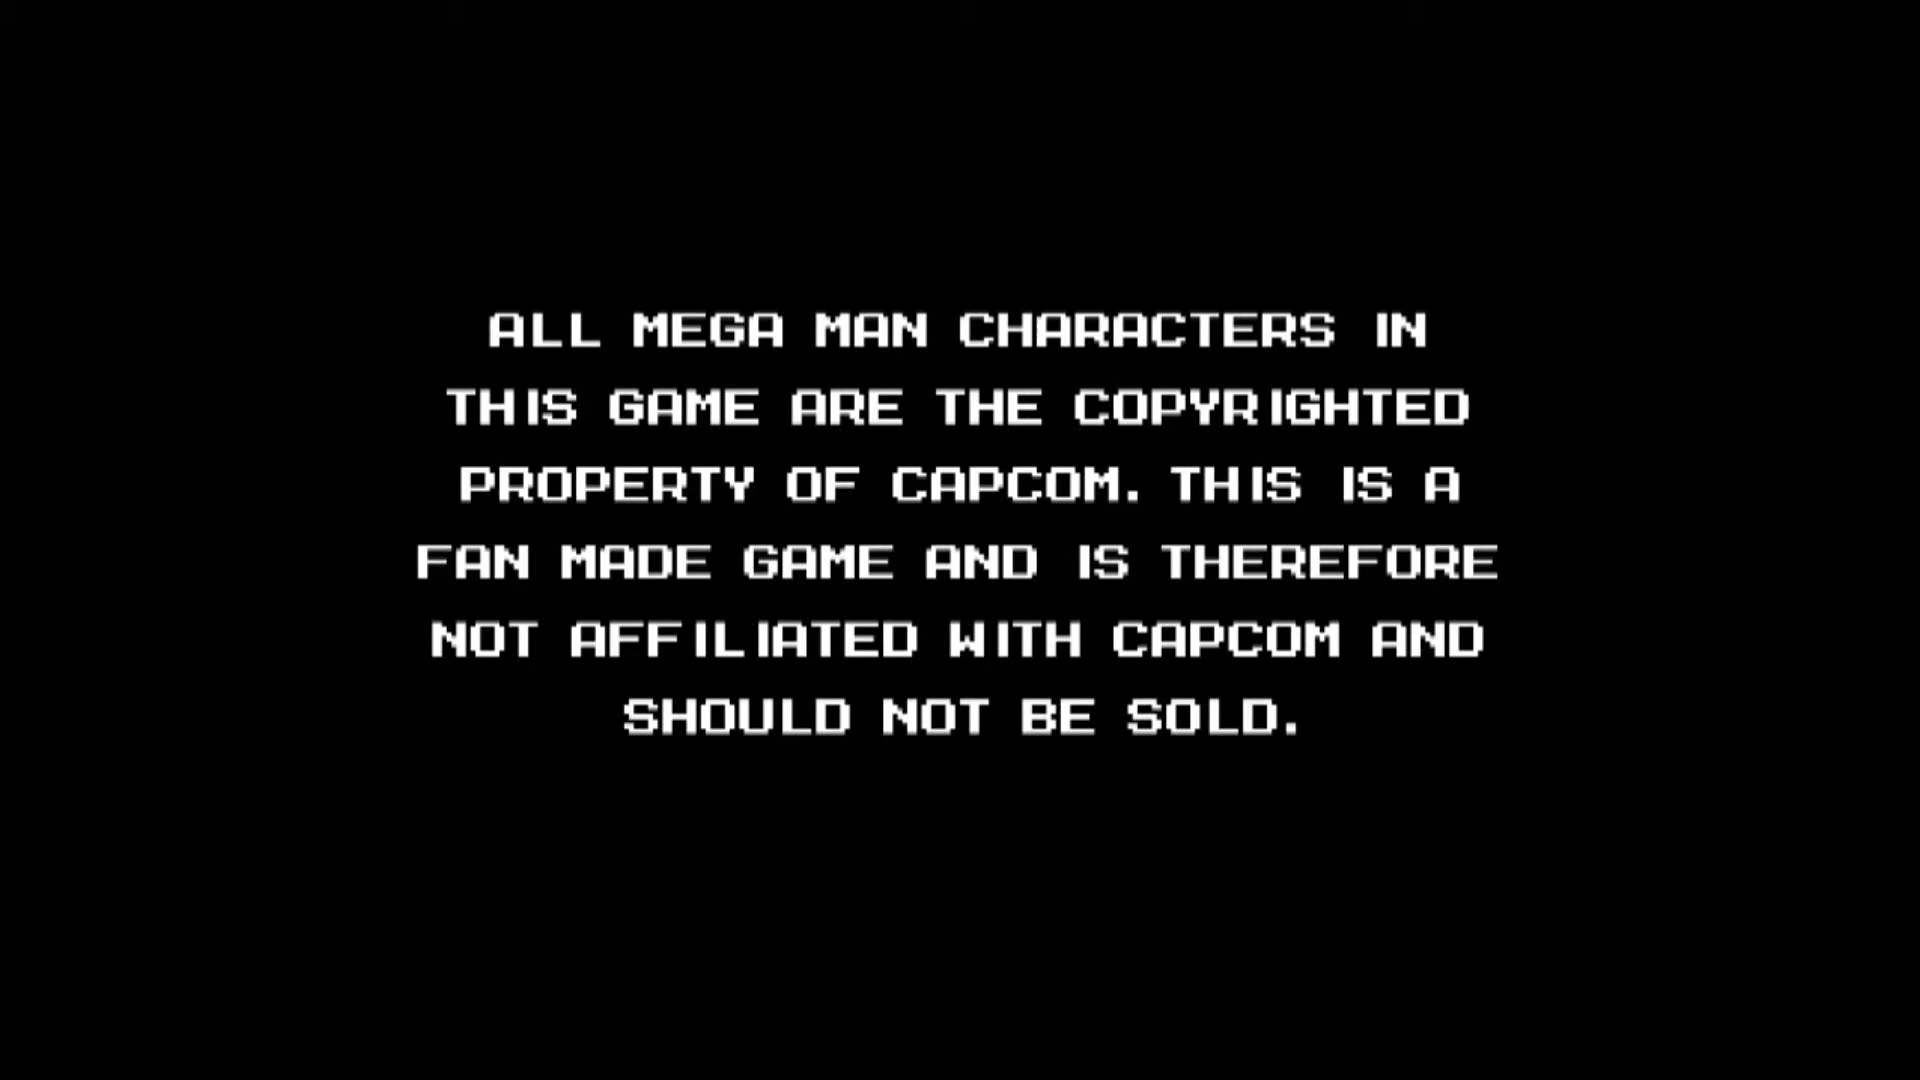 ALL MEGA MAN CHARACTERS IN
THIS GAME ARE THE COPYRIGHTED
PROPERTY OF CAPCOM. THIS IS A
FAN MADE GAME AND IS THEREFORE
NOT AFFILIATED WITH CAPCOM AND
SHOULD NOT BE SOLD.